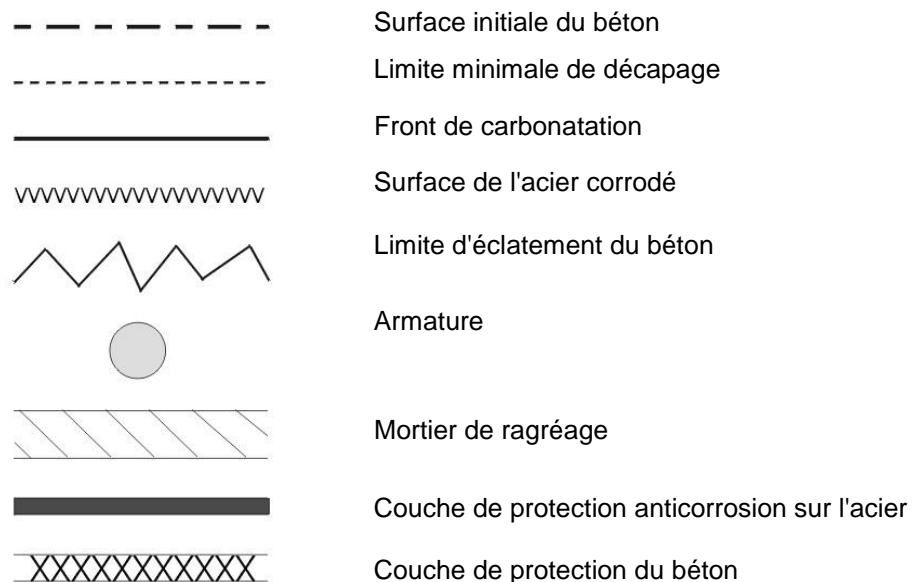 Surface initiale du béton
Limite minimale de décapage
Front de carbonatation
Surface de l'acier corrodé
Limite d'éclatement du béton
Armature
Mortier de ragréage
Couche de protection anticorrosion sur l'acier
Couche de protection du béton